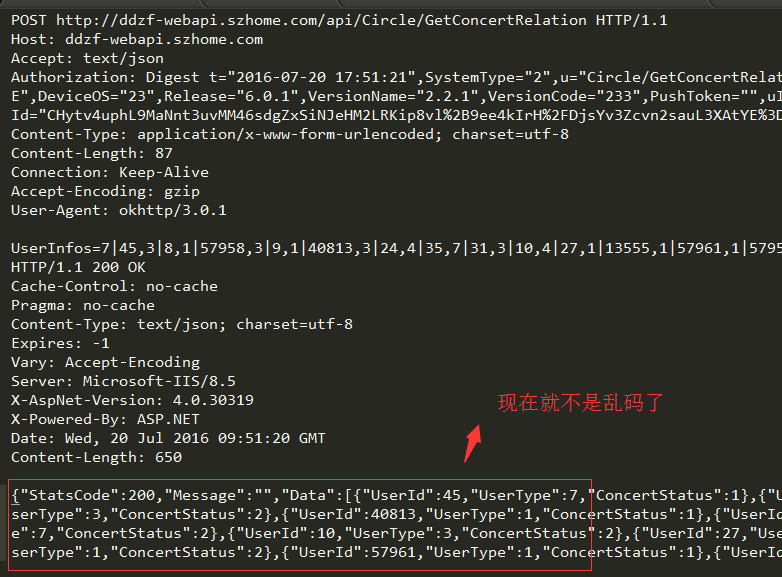 POST http://ddzf-webapi.szhome.com/api/Circle/GetConcertRelation HTTP/1.1
Host: ddzf-webapi.szhome.com
Accept: text/json
Authorization: Digest t="2016-07-20 17:51:21",SystemType="2",u="Circle/GetConcertRelat
E",DeviceOS="23",Release="6.0.1",VersionName="2.2.1",VersionCode="233",PushToken="",uI
Id="CHytv4uphL9MaNnt3uvMM46sdgZxSiNJeHM2LRKip8vl%2B9ee4kIrH%2FDjsYv3Zcvn2sauL3XAtYE%3D
Content-Type: application/x-www-form-urlencoded; charset=utf-8
Content-Length: 87
Connection: Keep-Alive
Accept-Encoding: gzip
User-Agent: okhttp/3.0.1
UserInfos=7|45,3|8,1|57958,3|9,1|40813,3|24,4|35,7|31,3|10,4|27,1|13555,1|57961,1|5795
HTTP/1.1 200 OK
Cache-Control: no-cache
Pragma: no-cache
Content-Type: text/json; charset=utf-8
Expires: -1
Vary: Accept-Encoding
Server: Microsoft-IIS/8.5
X-AspNet-Version: 4.0.30319
现在就不是乱码了
X-Powered-By: ASP.NET
Date: Wed, 20 Jul 2016 09:51:20 GMT
Content-Length: 650
{"StatsCode":200,"Message":"","Data":[{"UserId":45,"UserType":7,"ConcertStatus":1},{"U
serType":3,"ConcertStatus":2},{"UserId":40813,"UserType":1,"ConcertStatus":1},{"UserId
e":7,"ConcertStatus":2},{"UserId":10,"UserType":3,"ConcertStatus":2},{"UserId":27,"Use
serType":1,"ConcertStatus":2},{"UserId":57961,"UserType":1,"ConcertStatus":1},{"UserId